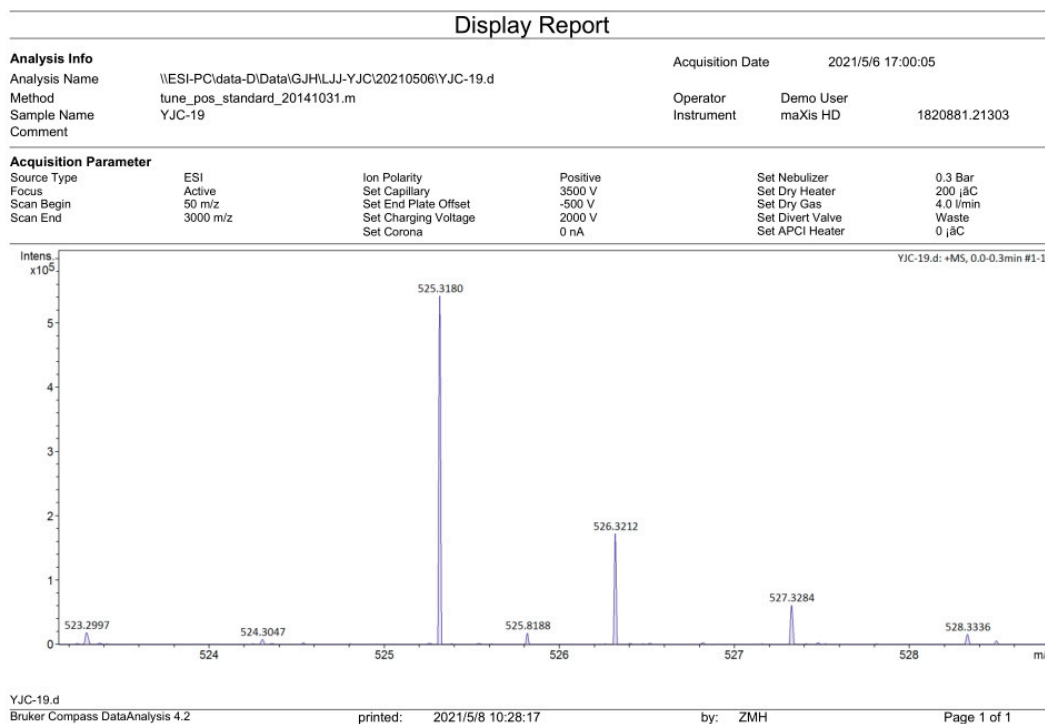 Display Report
Analysis Info
Acquisition Date 2021/5/6 17:00:05
Analysis Name \\ESI-PC\data-D\Data\GJH\LJJ-YJC\20210506\YJC-19.d
Method tune_pos_standard_20141031.m Operator Demo User
Sample Name YJC-19 Instrument maXis HD 1820881.21303
Comment
Acquisition Parameter
Source Type ESI Ion Polarity Positive Set Nebulizer 0.3 Bar
Focus Active Set Capillary 3500 V Set Dry Heater 200 ¡ãC
Scan Begin 50 m/z Set End Plate Offset -500 V Set Dry Gas 4.0 l/min
Scan End 3000 m/z Set Charging Voltage 2000 V Set Divert Valve Waste
Set Corona 0 nA Set APCI Heater 0 ¡ãC
Intens.
x10⁵
YJC-19.d: +MS, 0.0-0.3min #1-1
525.3180
5
4
3
2
526.3212
1
527.3284
523.2997
524.3047
525.8188
528.3336
0
524 525 526 527 528 m/
YJC-19.d
Bruker Compass DataAnalysis 4.2 printed: 2021/5/8 10:28:17 by: ZMH Page 1 of 1